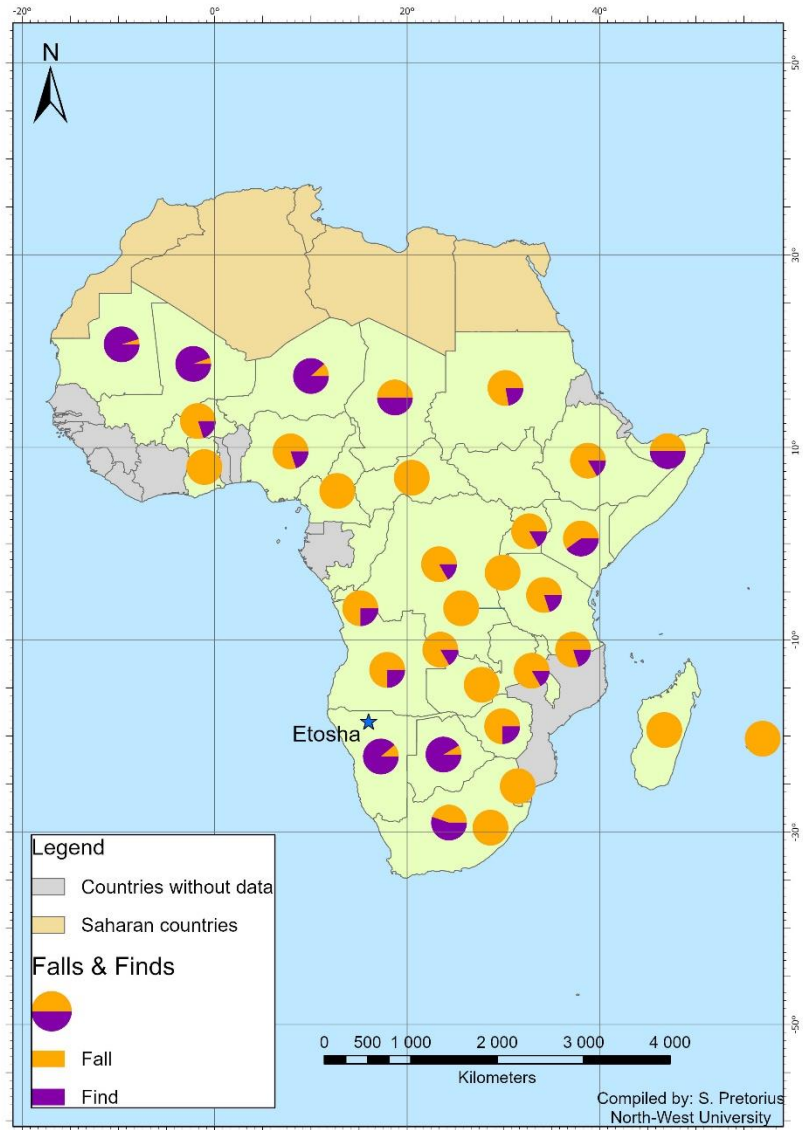 -20° 0° 20° 40°
N
50°
30°
10°
-10°
Etosha
-30°
Legend
Countries without data
Saharan countries
Falls & Finds
Fall
Find
-50°
0 500 1 000 2 000 3 000 4 000
Kilometers
Compiled by: S. Pretorius
North-West University